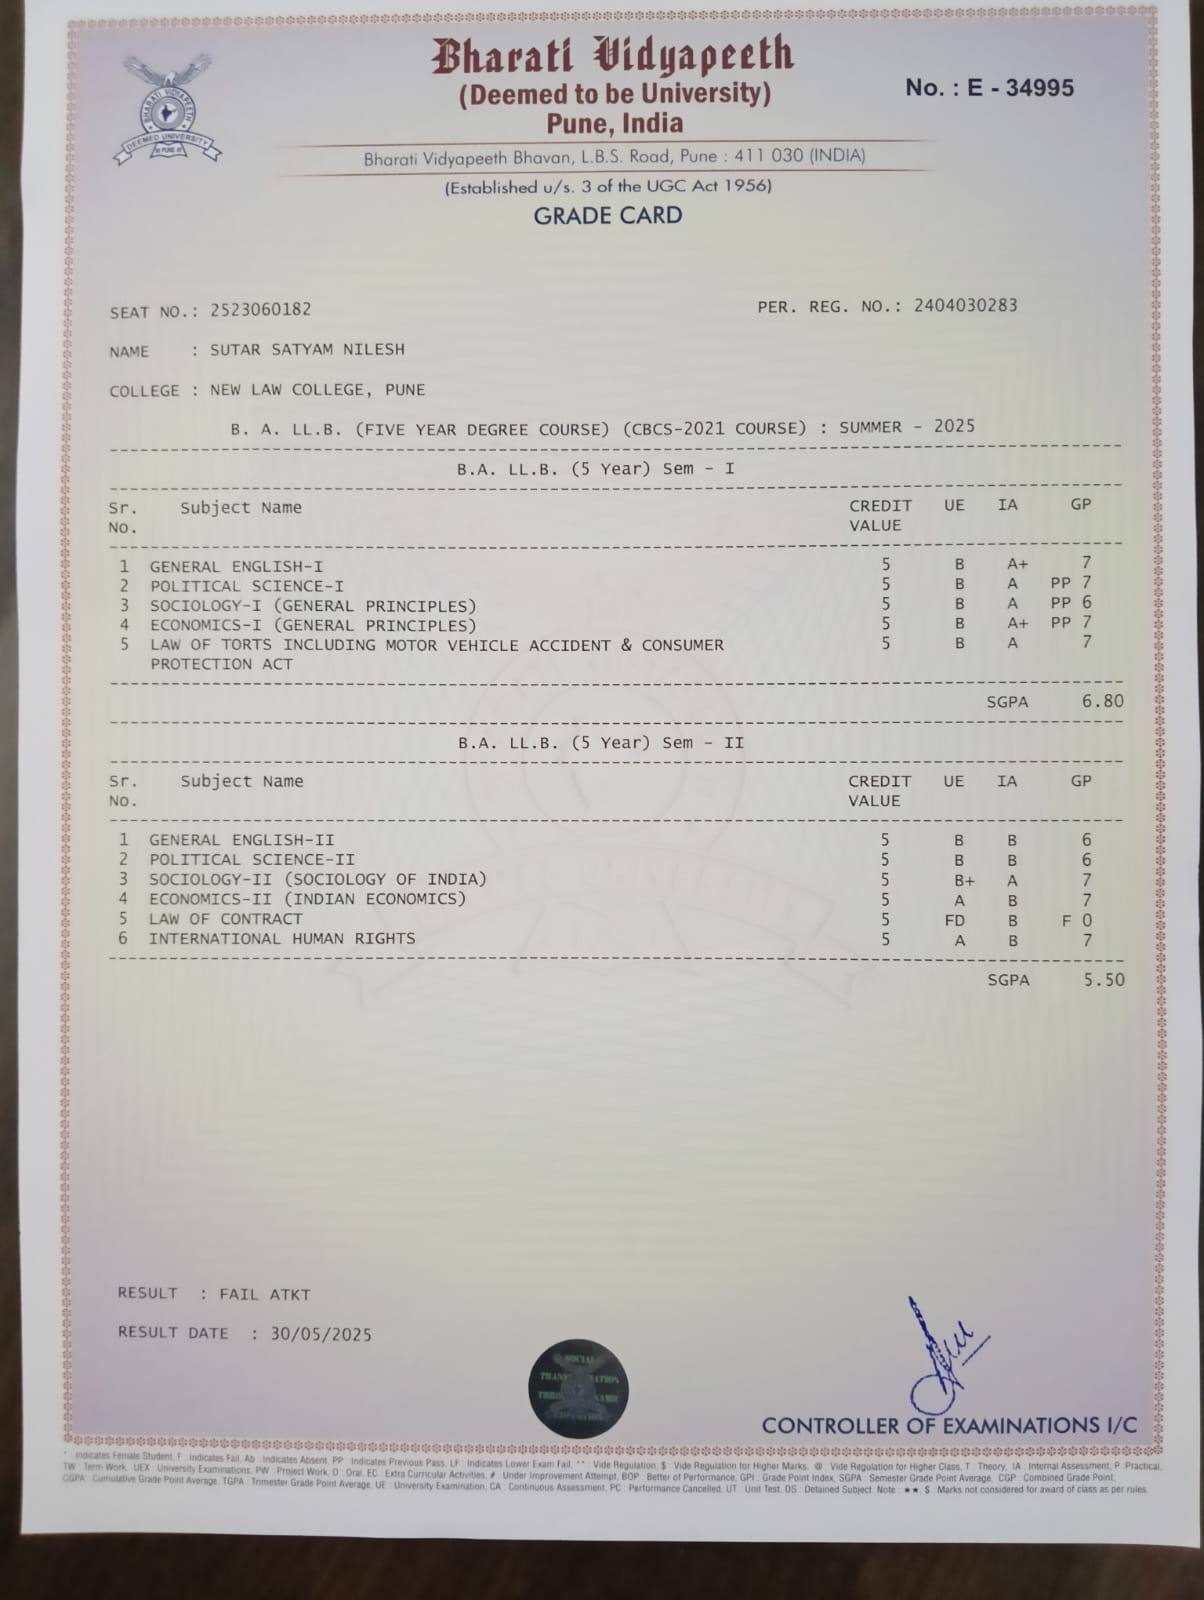 Bharati Vidyapeeth
(Deemed to be University)
Pune, India
No. : E - 34995
BHARATI VIDYAPEETH
DEEMED UNIVERSITY
Bharati Vidyapeeth Bhavan, L.B.S. Road, Pune : 411 030 (INDIA)
(Established u/s. 3 of the UGC Act 1956)
GRADE CARD
SEAT NO.: 2523060182 PER. REG. NO.: 2404030283
NAME : SUTAR SATYAM NILESH
COLLEGE : NEW LAW COLLEGE, PUNE
B. A. LL.B. (FIVE YEAR DEGREE COURSE) (CBCS-2021 COURSE) : SUMMER - 2025
B.A. LL.B. (5 Year) Sem - I
Sr. Subject Name CREDIT UE IA GP
No. VALUE
1 GENERAL ENGLISH-I 5 B A+ 7
2 POLITICAL SCIENCE-I 5 B A PP 7
3 SOCIOLOGY-I (GENERAL PRINCIPLES) 5 B A PP 6
4 ECONOMICS-I (GENERAL PRINCIPLES) 5 B A+ PP 7
5 LAW OF TORTS INCLUDING MOTOR VEHICLE ACCIDENT & CONSUMER 5 B A 7
PROTECTION ACT
SGPA 6.80
B.A. LL.B. (5 Year) Sem - II
Sr. Subject Name CREDIT UE IA GP
No. VALUE
1 GENERAL ENGLISH-II 5 B B 6
2 POLITICAL SCIENCE-II 5 B B 6
3 SOCIOLOGY-II (SOCIOLOGY OF INDIA) 5 B+ A 7
4 ECONOMICS-II (INDIAN ECONOMICS) 5 A B 7
5 LAW OF CONTRACT 5 FD B F 0
6 INTERNATIONAL HUMAN RIGHTS 5 A B 7
SGPA 5.50
RESULT : FAIL ATKT
RESULT DATE : 30/05/2025
SOCIAL
CONTROLLER OF EXAMINATIONS I/C
* : Indicates Female Student, F : Indicates Fail, Ab : Indicates Absent, PP : Indicates Previous Pass, LF : Indicates Lower Exam Fail, ** : Vide Regulation, $ : Vide Regulation for Higher Marks, @ : Vide Regulation for Higher Class, T : Theory, IA : Internal Assessment, P : Practical,
TW : Term Work, UEX : University Examinations, PW : Project Work, O : Oral, EC : Extra Curricular Activities, # : Under Improvement Attempt, BOP : Better of Performance, GPI : Grade Point Index, SGPA : Semester Grade Point Average, CGP : Combined Grade Point,
CGPA : Cumulative Grade Point Average, TGPA : Trimester Grade Point Average, UE : University Examination, CA : Continuous Assessment, PC : Performance Cancelled, UT : Unit Test, DS : Detained Subject. Note : ★★, $ : Marks not considered for award of class as per rules.